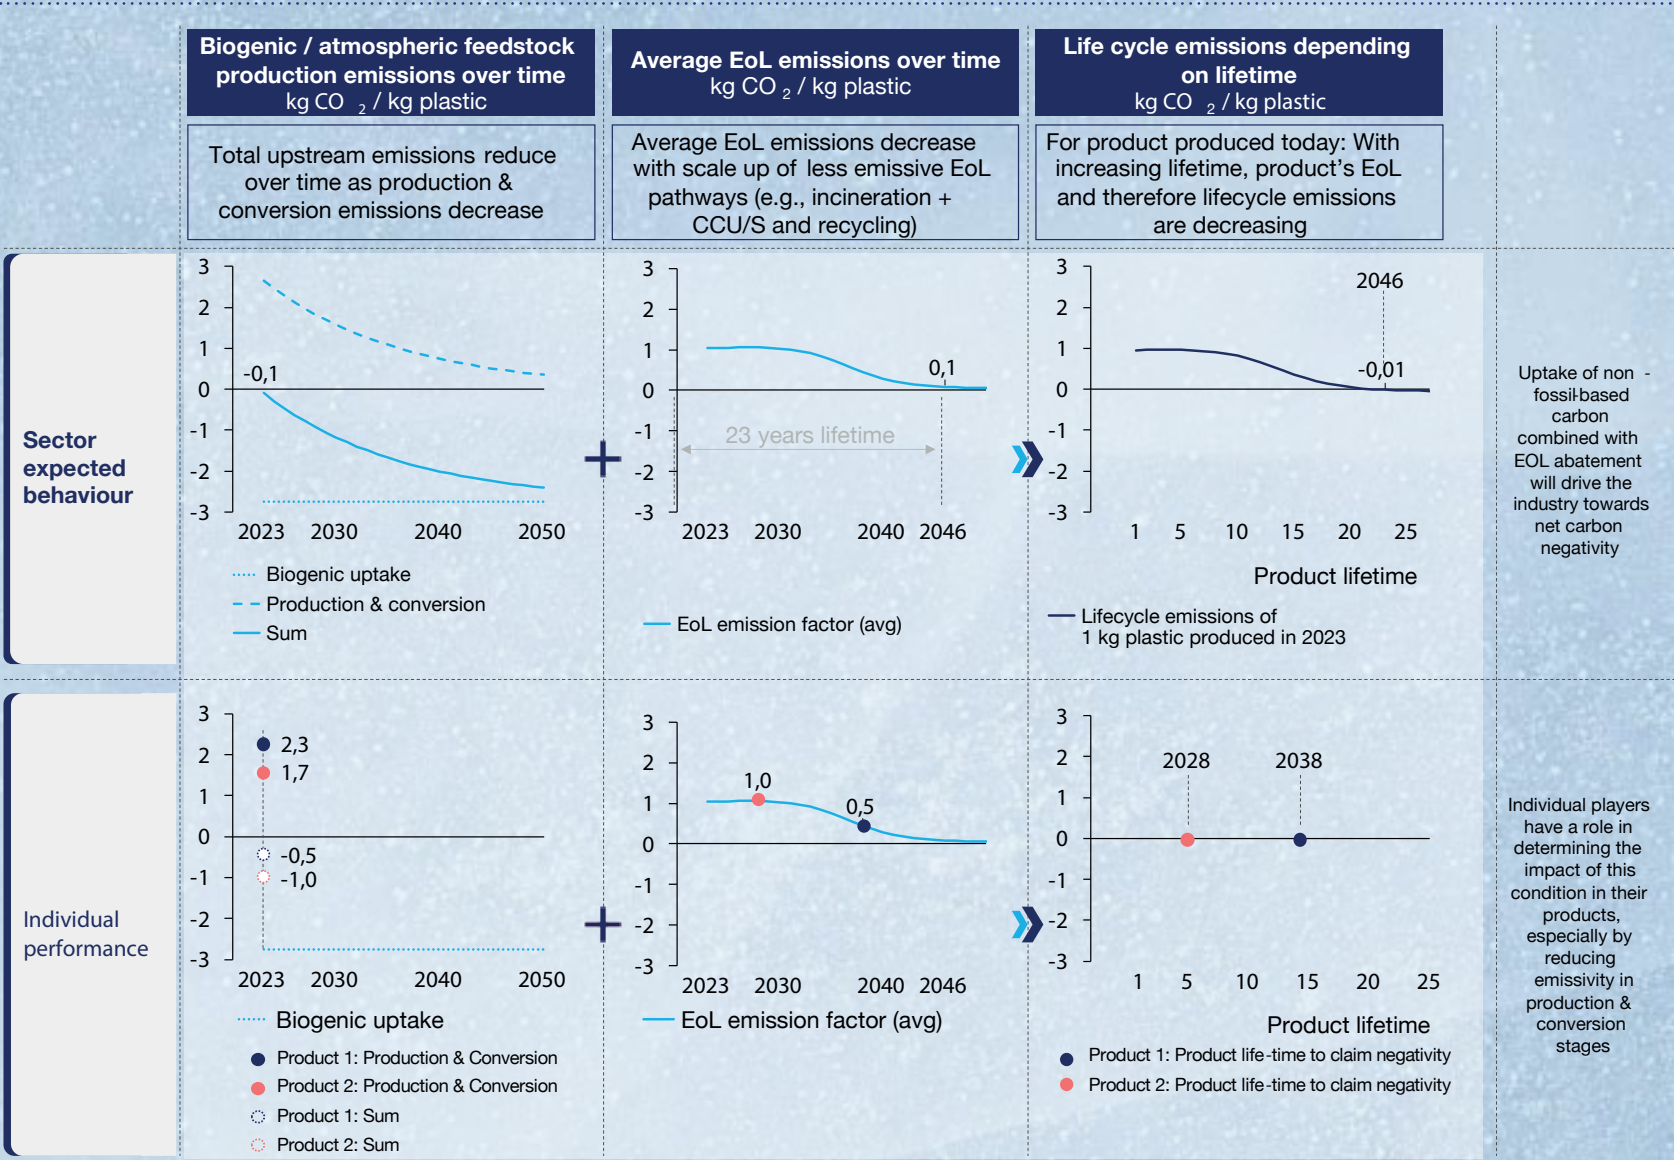 Biogenic / atmospheric feedstock
production emissions over time
kg CO 2 / kg plastic
Average EoL emissions over time
kg CO 2 / kg plastic
Life cycle emissions depending
on lifetime
kg CO 2 / kg plastic
Total upstream emissions reduce
over time as production &
conversion emissions decrease
Average EoL emissions decrease
with scale up of less emissive EoL
pathways (e.g., incineration +
CCU/S and recycling)
For product produced today: With
increasing lifetime, product's EoL
and therefore lifecycle emissions
are decreasing
Sector
expected
behaviour
3
2
1
0
-1
-2
-3
-0,1
2023 2030 2040 2050
Biogenic uptake
Production & conversion
Sum
3
2
1
0
-1
-2
-3
0,1
23 years lifetime
2023 2030 2040 2046
EoL emission factor (avg)
3
2
1
0
-1
-2
-3
2046
-0,01
1 5 10 15 20 25
Product lifetime
Lifecycle emissions of
1 kg plastic produced in 2023
Uptake of non -
fossil-based
carbon
combined with
EOL abatement
will drive the
industry towards
net carbon
negativity
Individual
performance
3
2
1
0
-1
-2
-3
2,3
1,7
-0,5
-1,0
2023 2030 2040 2050
Biogenic uptake
Product 1: Production & Conversion
Product 2: Production & Conversion
Product 1: Sum
Product 2: Sum
3
2
1
0
-1
-2
-3
1,0
0,5
2023 2030 2040 2046
EoL emission factor (avg)
3
2
1
0
-1
-2
-3
2028 2038
1 5 10 15 20 25
Product lifetime
Product 1: Product life-time to claim negativity
Product 2: Product life-time to claim negativity
Individual players
have a role in
determining the
impact of this
condition in their
products,
especially by
reducing
emissivity in
production &
conversion
stages